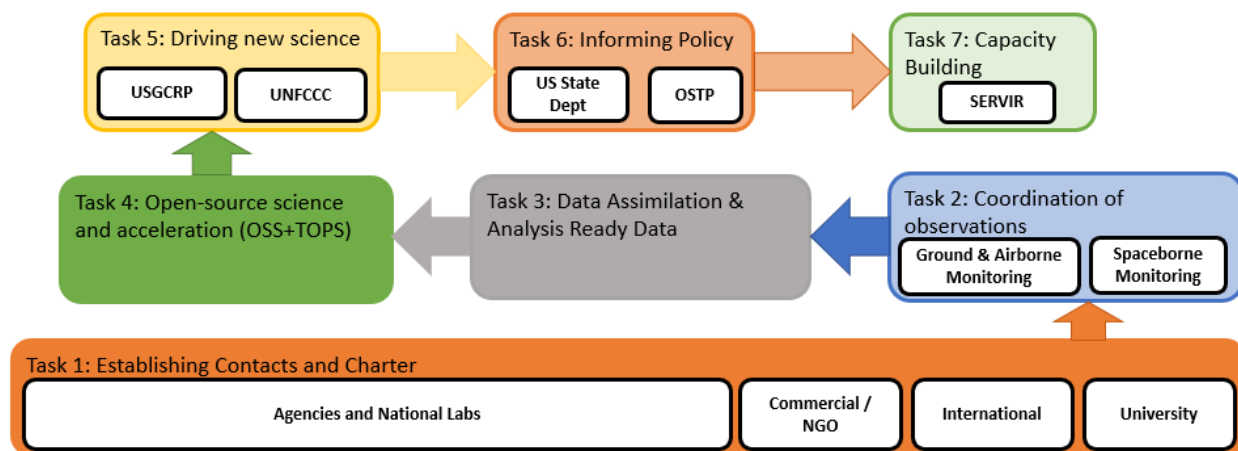 Task 5: Driving new science
USGCRP
UNFCCC
Task 6: Informing Policy
US State
Dept
OSTP
Task 7: Capacity
Building
SERVIR
Task 4: Open-source science
and acceleration (OSS+TOPS)
Task 3: Data Assimilation &
Analysis Ready Data
Task 2: Coordination of
observations
Ground & Airborne
Monitoring
Spaceborne
Monitoring
Task 1: Establishing Contacts and Charter
Agencies and National Labs
Commercial /
NGO
International
University